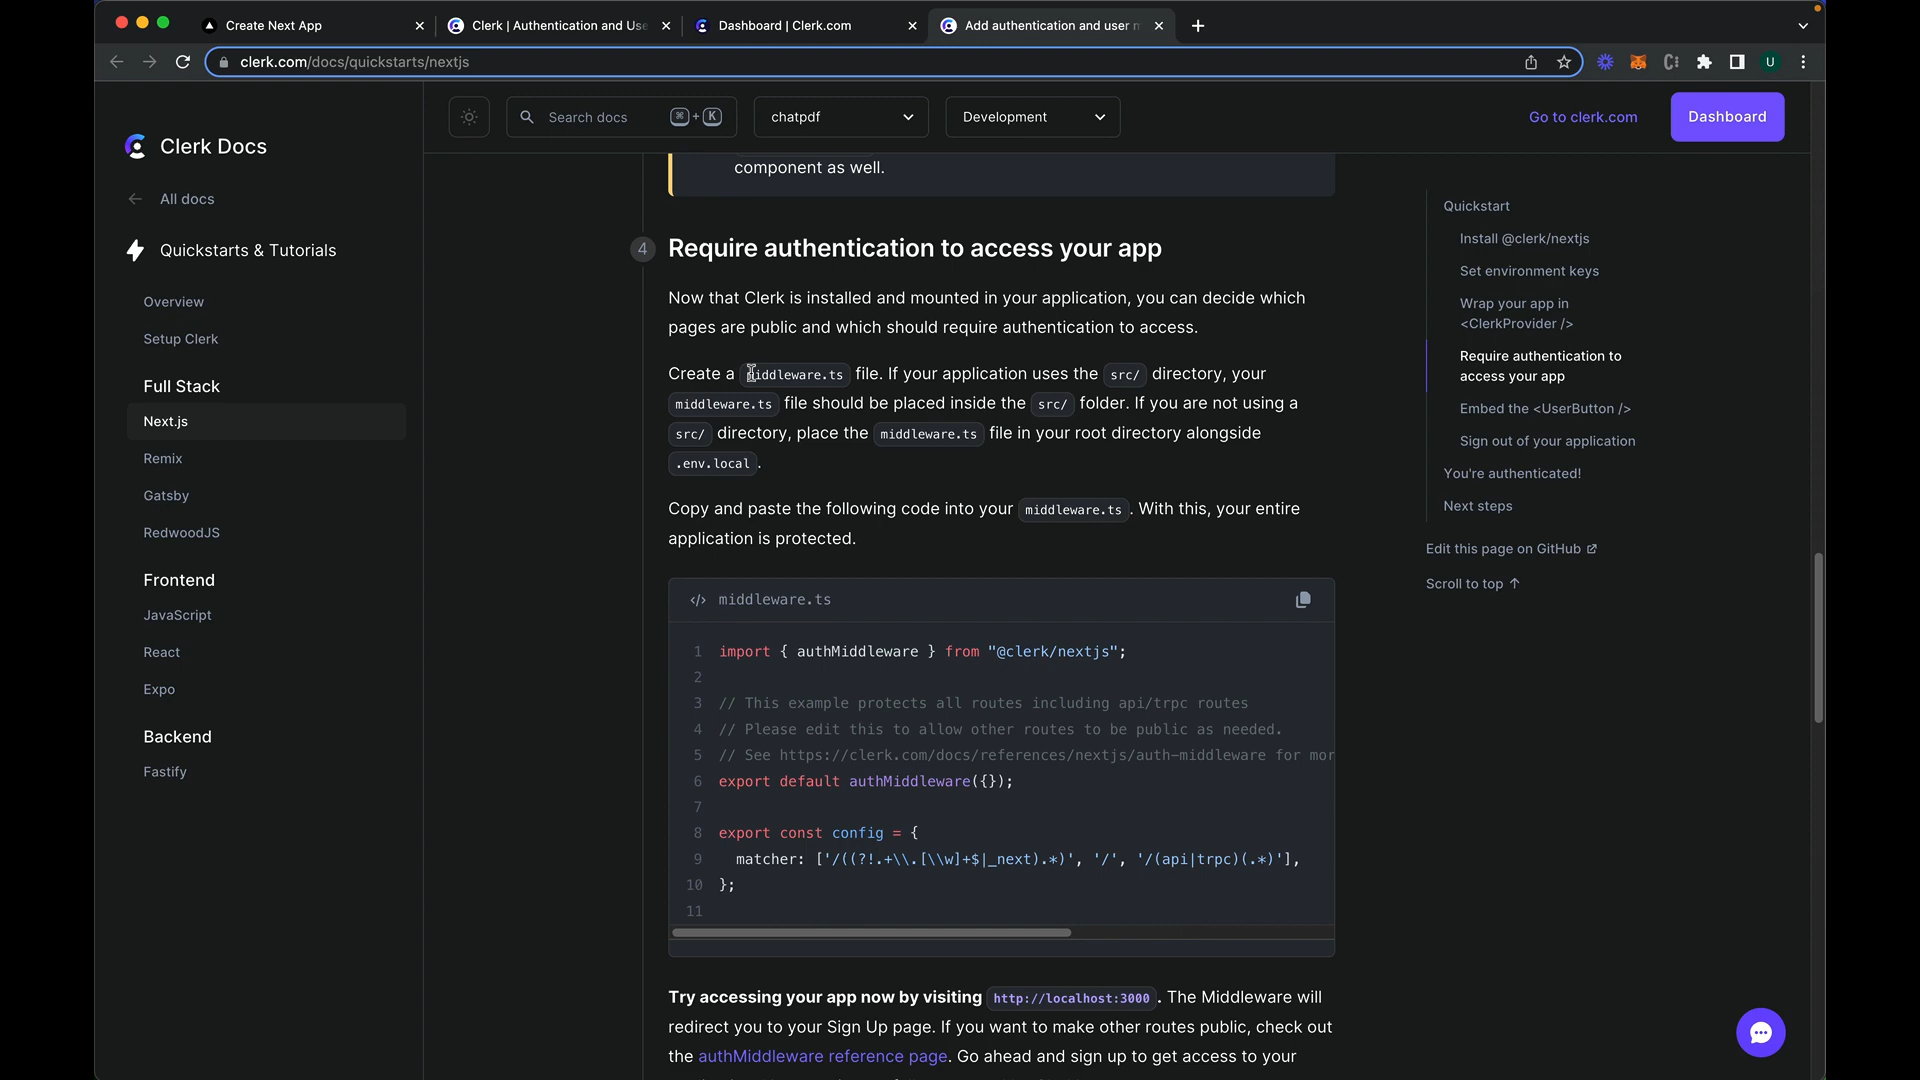 Create Next App
Clerk | Authentication and Use
Dashboard | Clerk.com
Add authentication and user m
clerk.com/docs/quickstarts/nextjs
U
Clerk Docs
All docs
Quickstarts & Tutorials
Overview
Setup Clerk
Full Stack
Next.js
Remix
Gatsby
RedwoodJS
Frontend
JavaScript
React
Expo
Backend
Fastify
Search docs
⌘ + K
chatpdf
Development
Go to clerk.com
Dashboard
component as well.
4
Require authentication to access your app
Now that Clerk is installed and mounted in your application, you can decide which
pages are public and which should require authentication to access.
Create a middleware.ts file. If your application uses the src/ directory, your
middleware.ts file should be placed inside the src/ folder. If you are not using a
src/ directory, place the middleware.ts file in your root directory alongside
.env.local.
Copy and paste the following code into your middleware.ts. With this, your entire
application is protected.
</> middleware.ts
1 import { authMiddleware } from "@clerk/nextjs";
2
3 // This example protects all routes including api/trpc routes
4 // Please edit this to allow other routes to be public as needed.
5 // See https://clerk.com/docs/references/nextjs/auth-middleware for mor
6 export default authMiddleware({});
7
8 export const config = {
9 matcher: ['/((?!.+\\.[\\w]+$|_next).*)', '/', '/(api|trpc)(.*)'],
10 };
11
Try accessing your app now by visiting http://localhost:3000. The Middleware will
redirect you to your Sign Up page. If you want to make other routes public, check out
the authMiddleware reference page. Go ahead and sign up to get access to your
Quickstart
Install @clerk/nextjs
Set environment keys
Wrap your app in
<ClerkProvider />
Require authentication to
access your app
Embed the <UserButton />
Sign out of your application
You're authenticated!
Next steps
Edit this page on GitHub
Scroll to top ↑